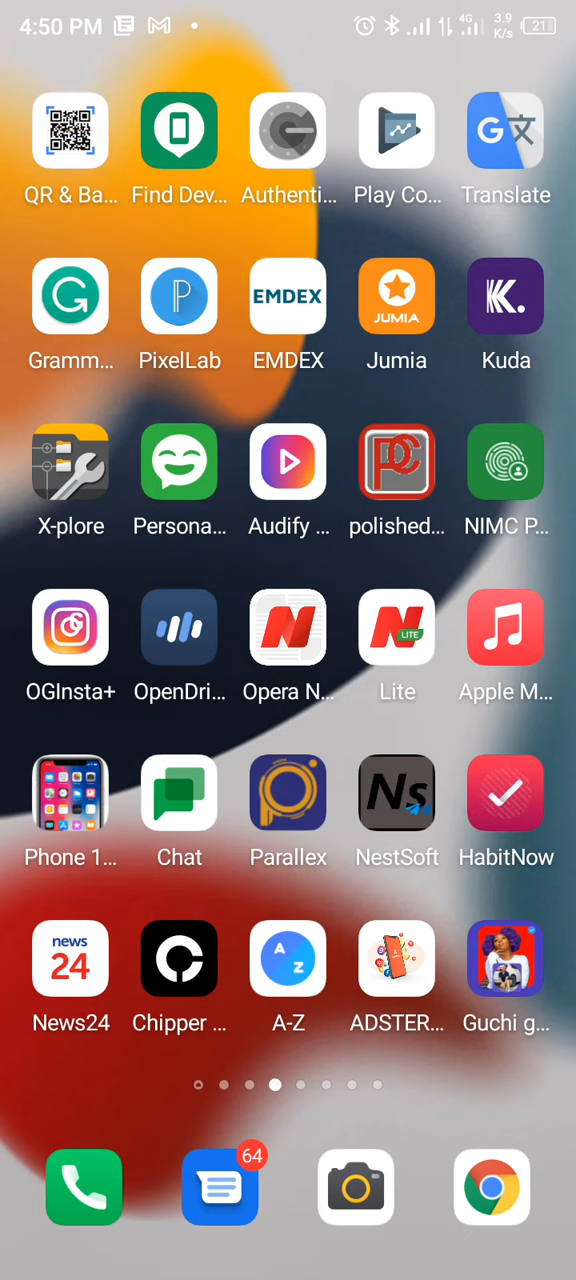 4:50 PM 4G 3.9 K/s 21
QR & Ba... Find Dev... Authenti... Play Co... Translate
EMDEX JUMIA K.
Gramm... PixelLab EMDEX Jumia Kuda
X-plore Persona... Audify ... polished... NIMC P...
LITE
OGInsta+ OpenDri... Opera N... Lite Apple M...
Ns
Phone 1... Chat Parallex NestSoft HabitNow
news
24
A Z
News24 Chipper ... A-Z ADSTER... Guchi g...
64